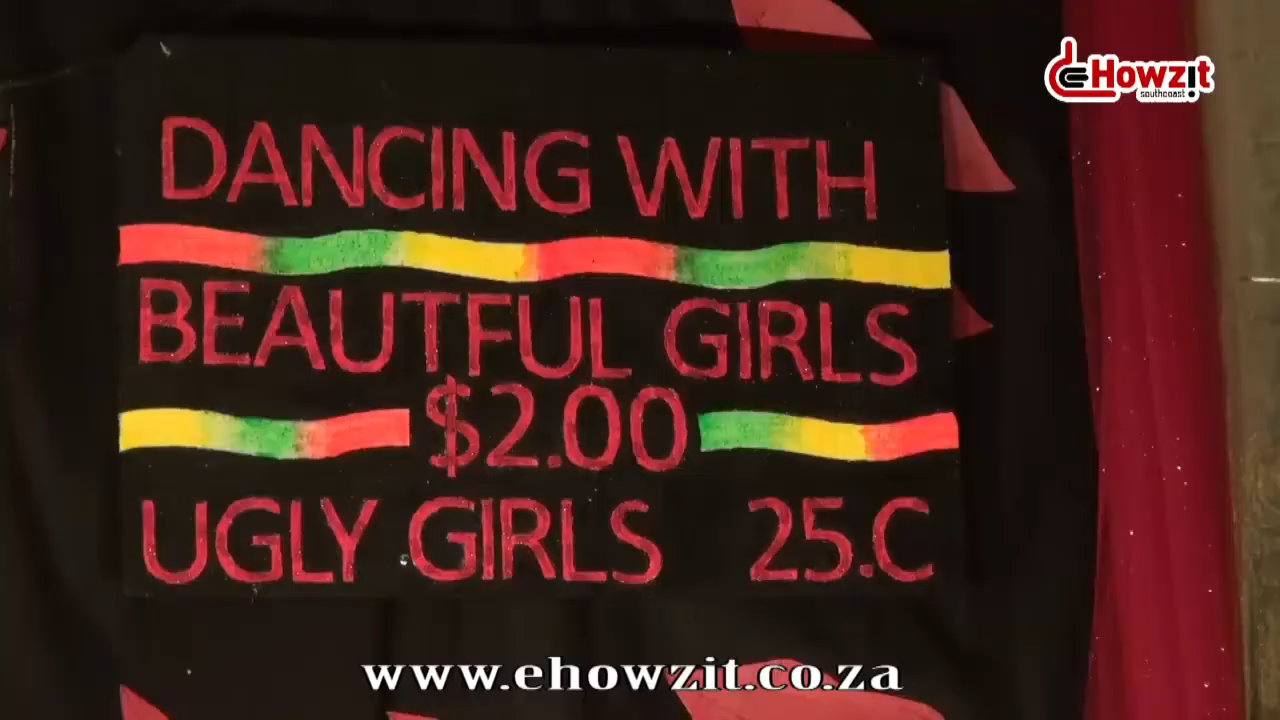 eHowzit
southcoast
DANCING WITH
BEAUTFUL GIRLS
$2.00
UGLY GIRLS 25.C
www.ehowzit.co.za